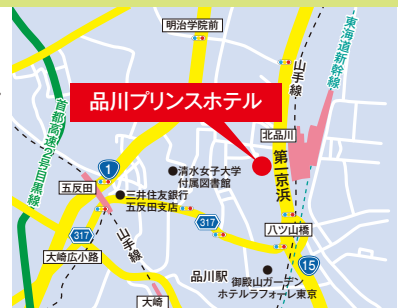 明治学院前
東海道新幹線
山手線
品川プリンスホテル
首都高速2号目黒線
北品川
1
清水女子大学
付属図書館
第一京浜
五反田
三井住友銀行
五反田支店
317
317
八ツ山橋
山手線
大崎広小路
品川駅
15
御殿山ガーデン
ホテルラフォーレ東京
大崎